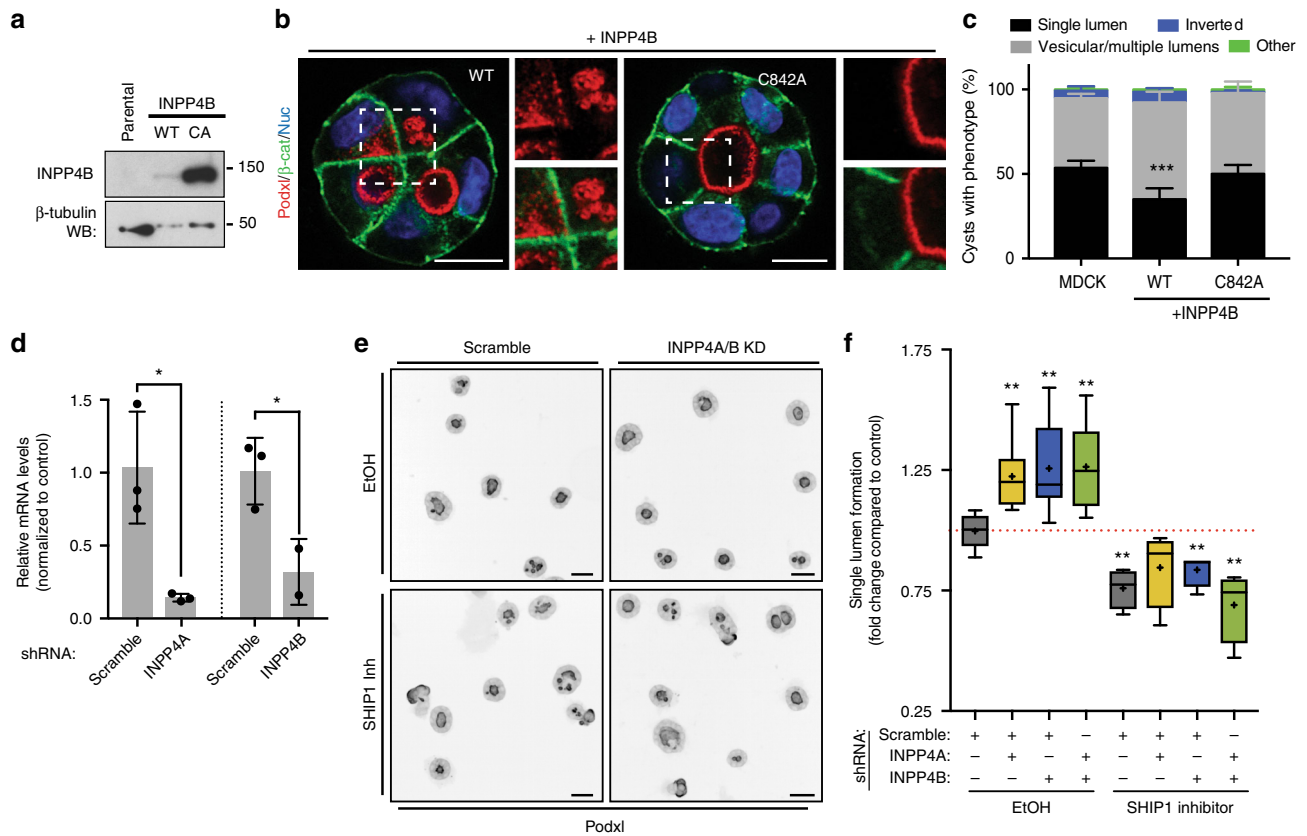 a
Parental
INPP4B
WT CA
INPP4B
150
β-tubulin
50
WB:
b
+ INPP4B
Podxl/β-cat/Nuc
WT
C842A
c
Single lumen
Inverted
Vesicular/multiple lumens
Other
Cysts with phenotype (%)
100
50
0
***
MDCK
WT
C842A
+INPP4B
d
Relative mRNA levels
(normalized to control)
1.5
1.0
0.5
0.0
*
*
shRNA:
Scramble
INPP4A
Scramble
INPP4B
e
Scramble
INPP4A/B KD
EtOH
SHIP1 Inh
Podxl
f
Single lumen formation
(fold change compared to control)
1.75
1.25
0.75
0.25
** ** **
** ** **
shRNA:
Scramble: + + + – + + + –
INPP4A: – + – + – + – +
INPP4B: – – + + – – + +
EtOH
SHIP1 inhibitor